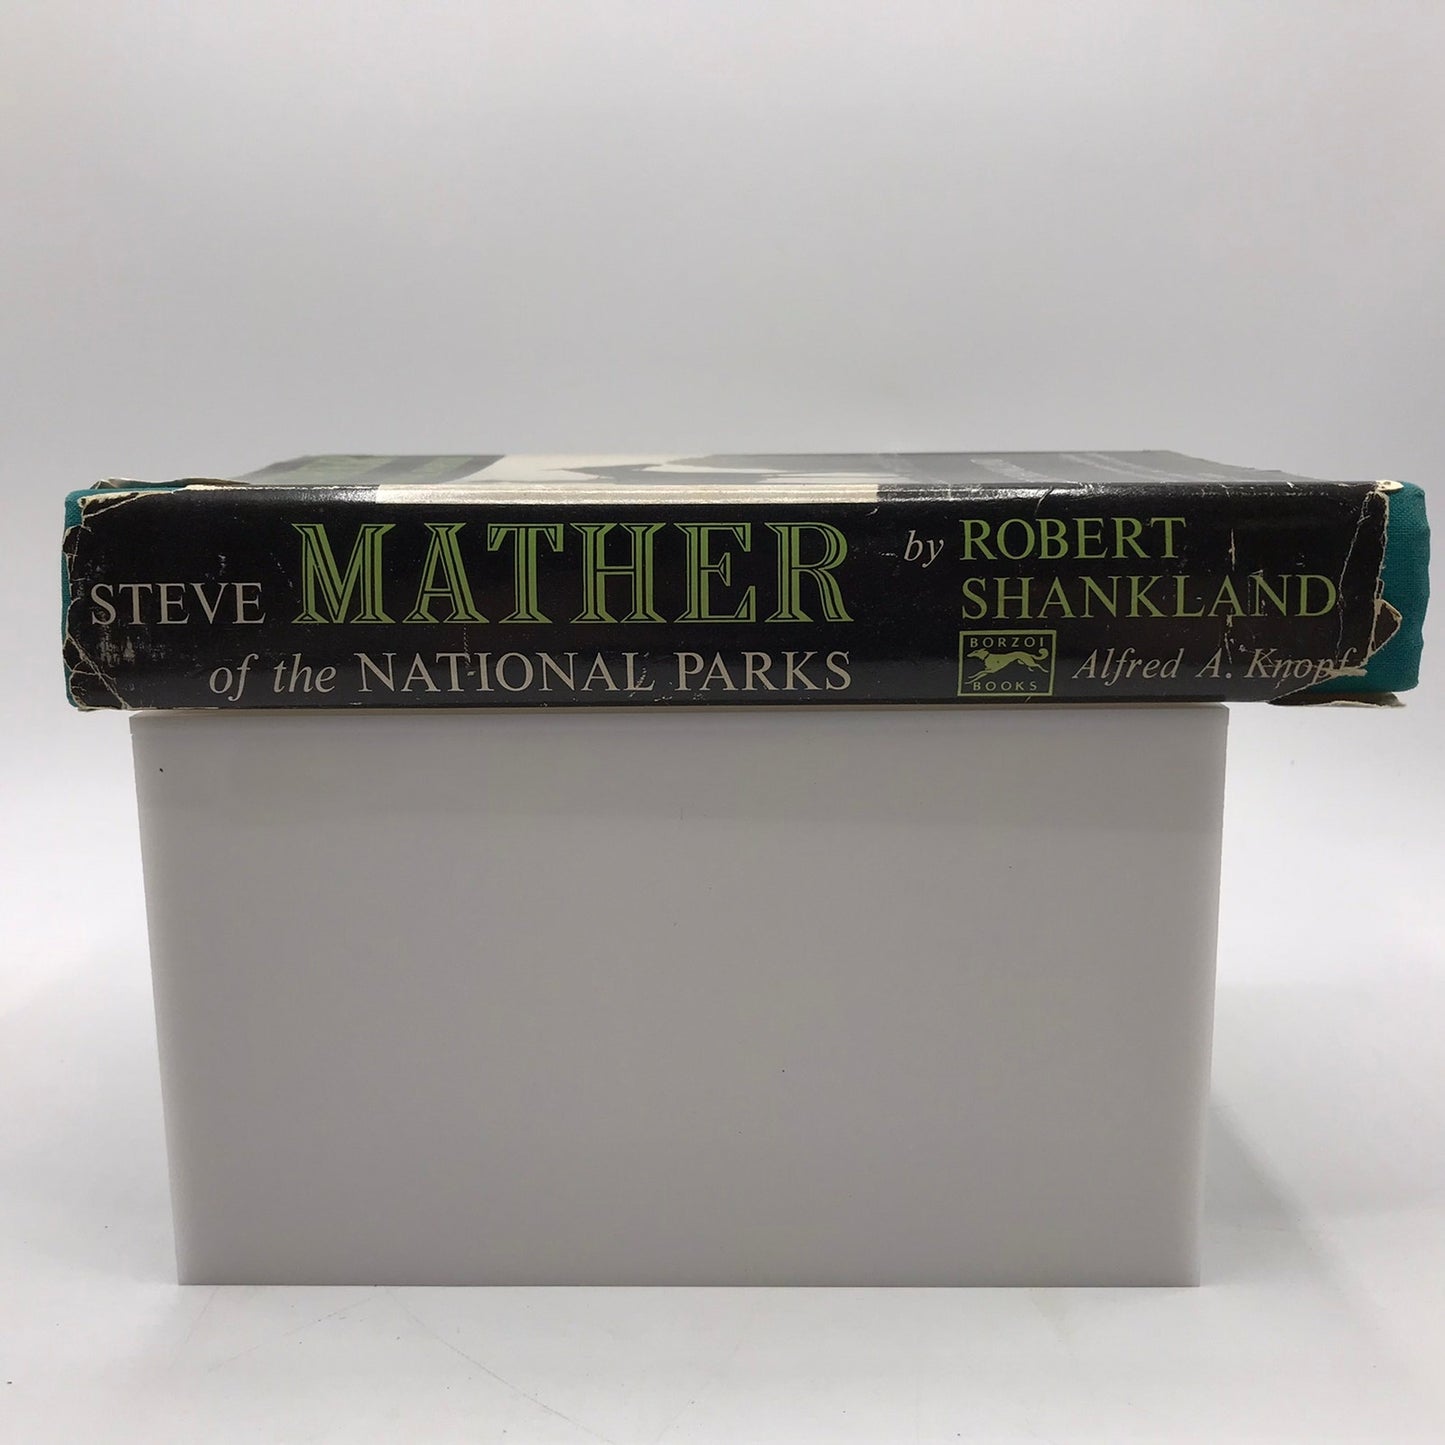 STEVE MATHER
of the NATIONAL PARKS
by ROBERT
SHANKLAND
BORZOI
BOOKS
Alfred A. Knopf